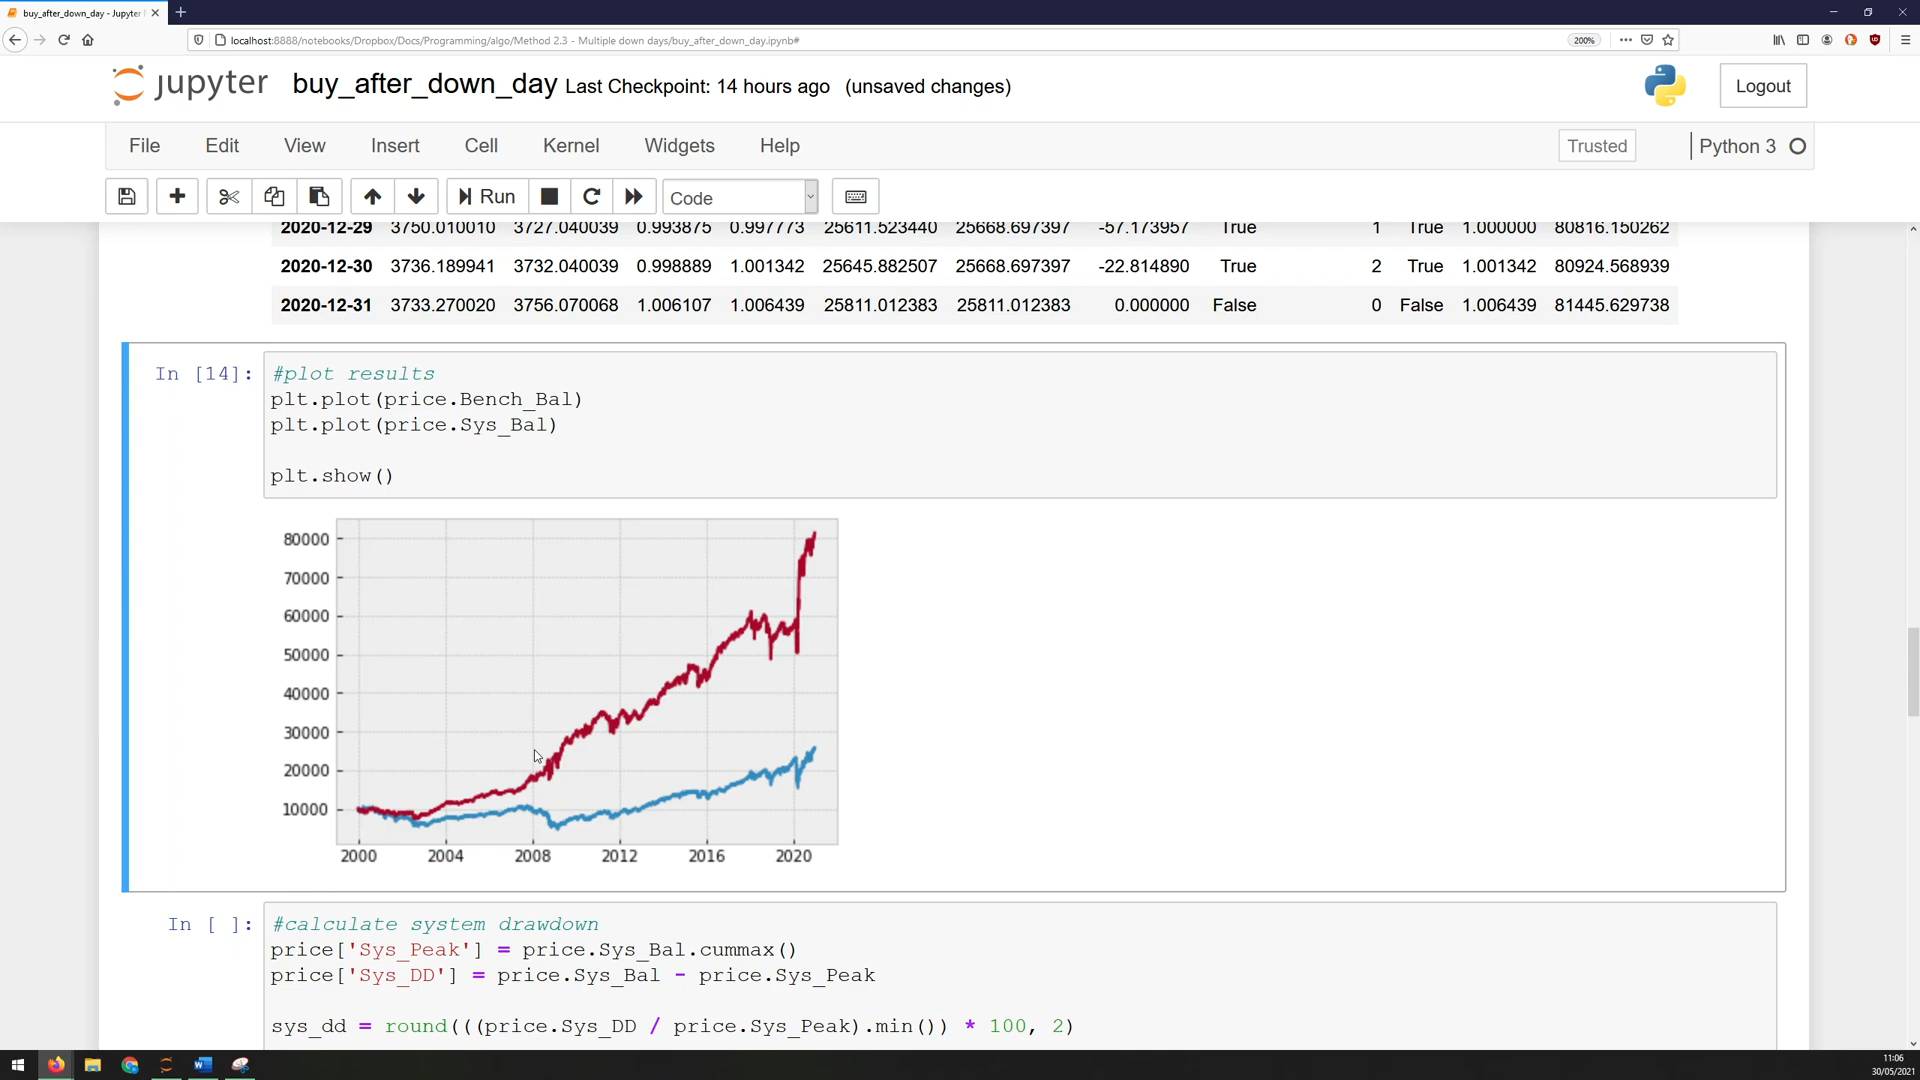 buy_after_down_day - Jupyter
localhost:8888/notebooks/Dropbox/Docs/Programming/algo/Method 2.3 - Multiple down days/buy_after_down_day.ipynb#
200%
jupyter buy_after_down_day Last Checkpoint: 14 hours ago (unsaved changes)
Logout
File Edit View Insert Cell Kernel Widgets Help
Trusted
Python 3
Run
Code
2020-12-29 3750.010010 3727.040039 0.993875 0.997773 25611.523440 25668.697397 -57.173957 True 1 True 1.000000 80816.150262
2020-12-30 3736.189941 3732.040039 0.998889 1.001342 25645.882507 25668.697397 -22.814890 True 2 True 1.001342 80924.568939
2020-12-31 3733.270020 3756.070068 1.006107 1.006439 25811.012383 25811.012383 0.000000 False 0 False 1.006439 81445.629738
In [14]:
#plot results
plt.plot(price.Bench_Bal)
plt.plot(price.Sys_Bal)
plt.show()
80000
70000
60000
50000
40000
30000
20000
10000
2000 2004 2008 2012 2016 2020
In [ ]:
#calculate system drawdown
price['Sys_Peak'] = price.Sys_Bal.cummax()
price['Sys_DD'] = price.Sys_Bal - price.Sys_Peak
sys_dd = round(((price.Sys_DD / price.Sys_Peak).min()) * 100, 2)
11:06
30/05/2021